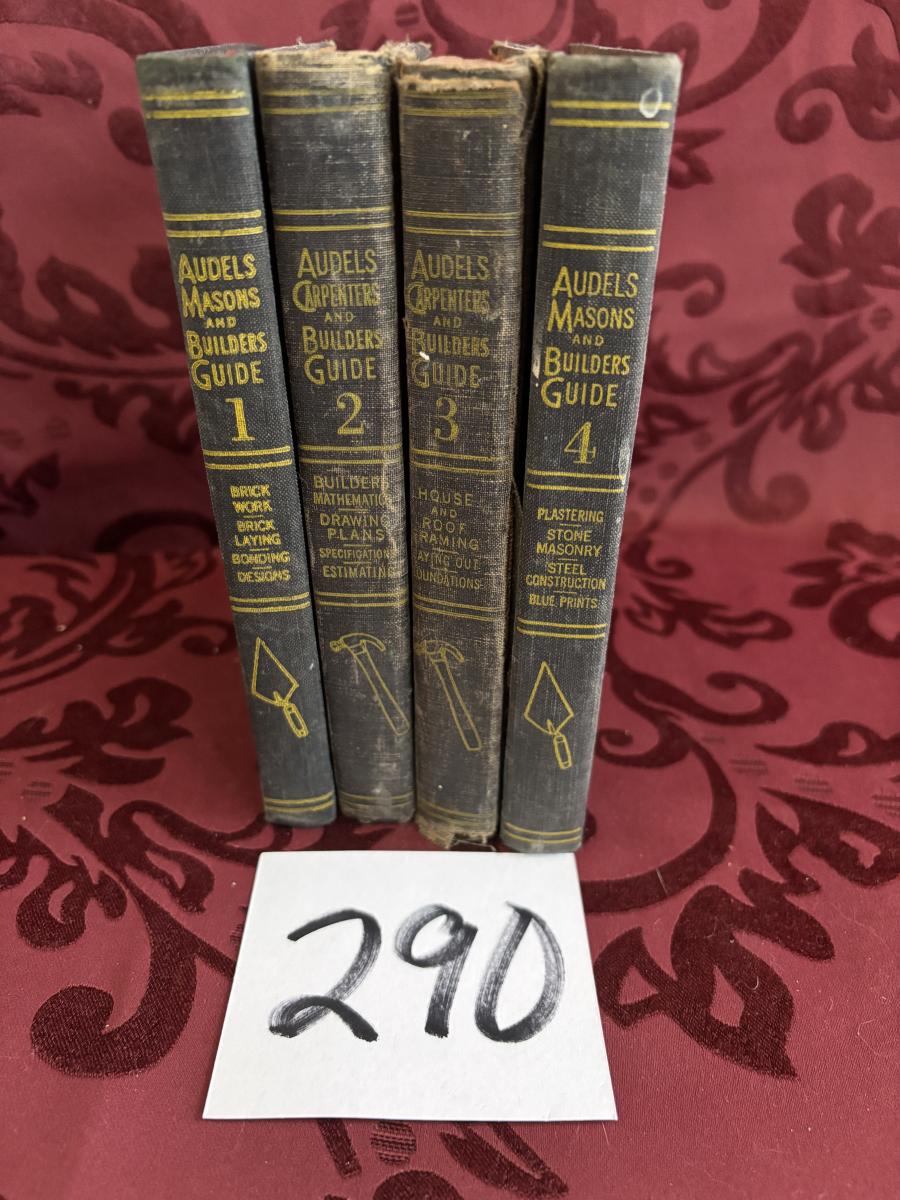 AUDELS
MASONS
AND
BUILDERS
GUIDE
1
BRICK
WORK
BRICK
LAYING
BONDING
DESIGNS
AUDELS
CARPENTERS
AND
BUILDERS
GUIDE
2
BUILDERS
MATHEMATICS
DRAWING
PLANS
SPECIFICATIONS
ESTIMATING
AUDELS
CARPENTERS
AND
BUILDERS
GUIDE
3
HOUSE
AND
ROOF
FRAMING
LAYING OUT
FOUNDATIONS
AUDELS
MASONS
AND
BUILDERS
GUIDE
4
PLASTERING
STONE
MASONRY
STEEL
CONSTRUCTION
BLUE PRINTS
290